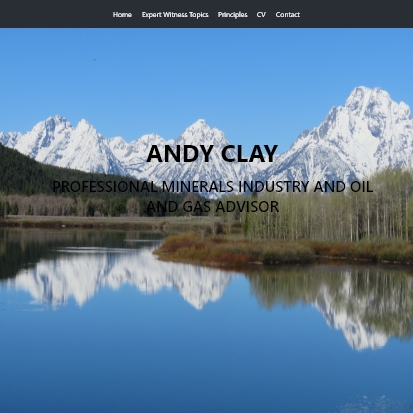 Home Expert Witness Topics Principles CV Contact
ANDY CLAY
PROFESSIONAL MINERALS INDUSTRY AND OIL
AND GAS ADVISOR